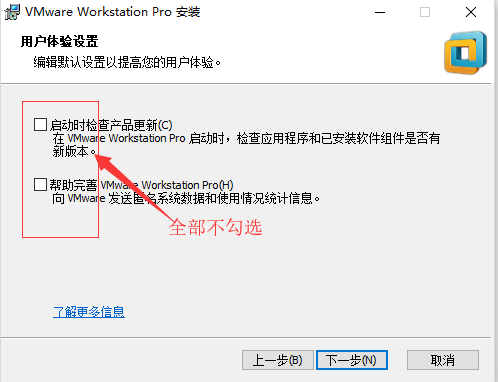 VMware Workstation Pro 安装
用户体验设置
编辑默认设置以提高您的用户体验。
启动时检查产品更新(C)
在 VMware Workstation Pro 启动时，检查应用程序和已安装软件组件是否有
新版本。
帮助完善 VMware Workstation Pro(H)
向 VMware 发送匿名系统数据和使用情况统计信息。
全部不勾选
了解更多信息
上一步(B)
下一步(N)
取消